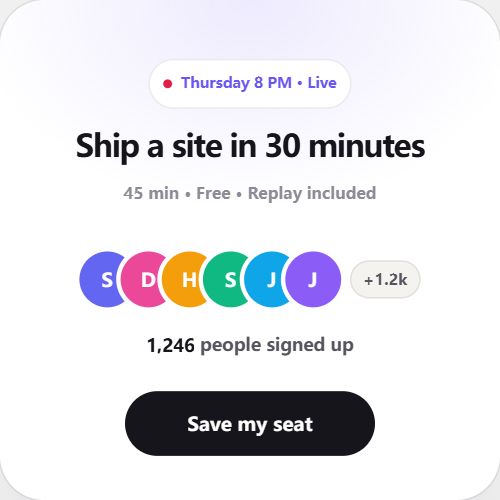 Thursday 8 PM • Live
Ship a site in 30 minutes
45 min • Free • Replay included
S D H S J J +1.2k
1,246 people signed up
Save my seat